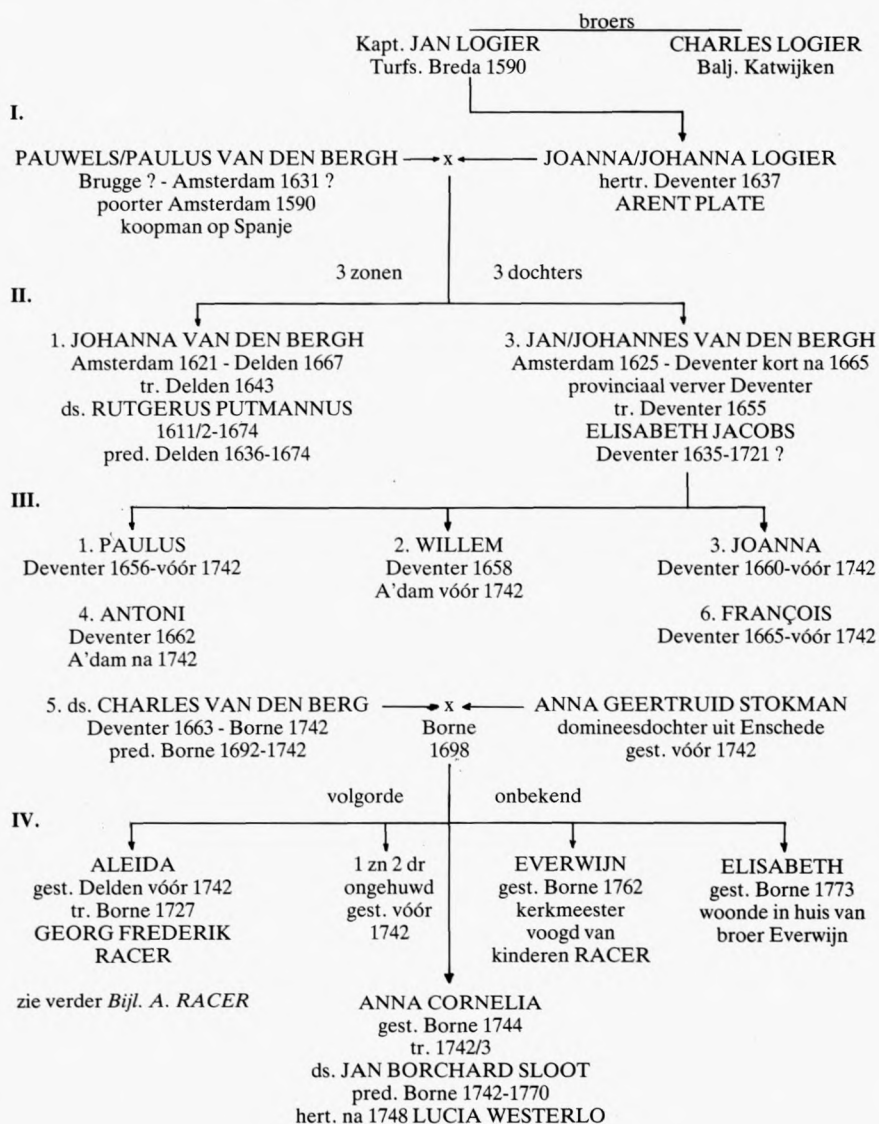 broers
Kapt. JAN LOGIER CHARLES LOGIER
Turfs. Breda 1590 Balj. Katwijken
I.
PAUWELS/PAULUS VAN DEN BERGH x JOANNA/JOHANNA LOGIER
Brugge ? - Amsterdam 1631 ? hertr. Deventer 1637
poorter Amsterdam 1590 ARENT PLATE
koopman op Spanje
3 zonen 3 dochters
II.
1. JOHANNA VAN DEN BERGH 3. JAN/JOHANNES VAN DEN BERGH
Amsterdam 1621 - Delden 1667 Amsterdam 1625 - Deventer kort na 1665
tr. Delden 1643 provinciaal verver Deventer
ds. RUTGERUS PUTMANNUS tr. Deventer 1655
1611/2-1674 ELISABETH JACOBS
pred. Delden 1636-1674 Deventer 1635-1721 ?
III.
1. PAULUS 2. WILLEM 3. JOANNA
Deventer 1656-vóór 1742 Deventer 1658 Deventer 1660-vóór 1742
A'dam vóór 1742
4. ANTONI 6. FRANÇOIS
Deventer 1662 Deventer 1665-vóór 1742
A'dam na 1742
5. ds. CHARLES VAN DEN BERG x ANNA GEERTRUID STOKMAN
Deventer 1663 - Borne 1742 Borne domineesdochter uit Enschede
pred. Borne 1692-1742 1698 gest. vóór 1742
volgorde onbekend
IV.
ALEIDA 1 zn 2 dr EVERWIJN ELISABETH
gest. Delden vóór 1742 ongehuwd gest. Borne 1762 gest. Borne 1773
tr. Borne 1727 gest. vóór kerkmeester woonde in huis van
GEORG FREDERIK 1742 voogd van broer Everwijn
RACER kinderen RACER
zie verder Bijl. A. RACER ANNA CORNELIA
gest. Borne 1744
tr. 1742/3
ds. JAN BORCHARD SLOOT
pred. Borne 1742-1770
hert. na 1748 LUCIA WESTERLO